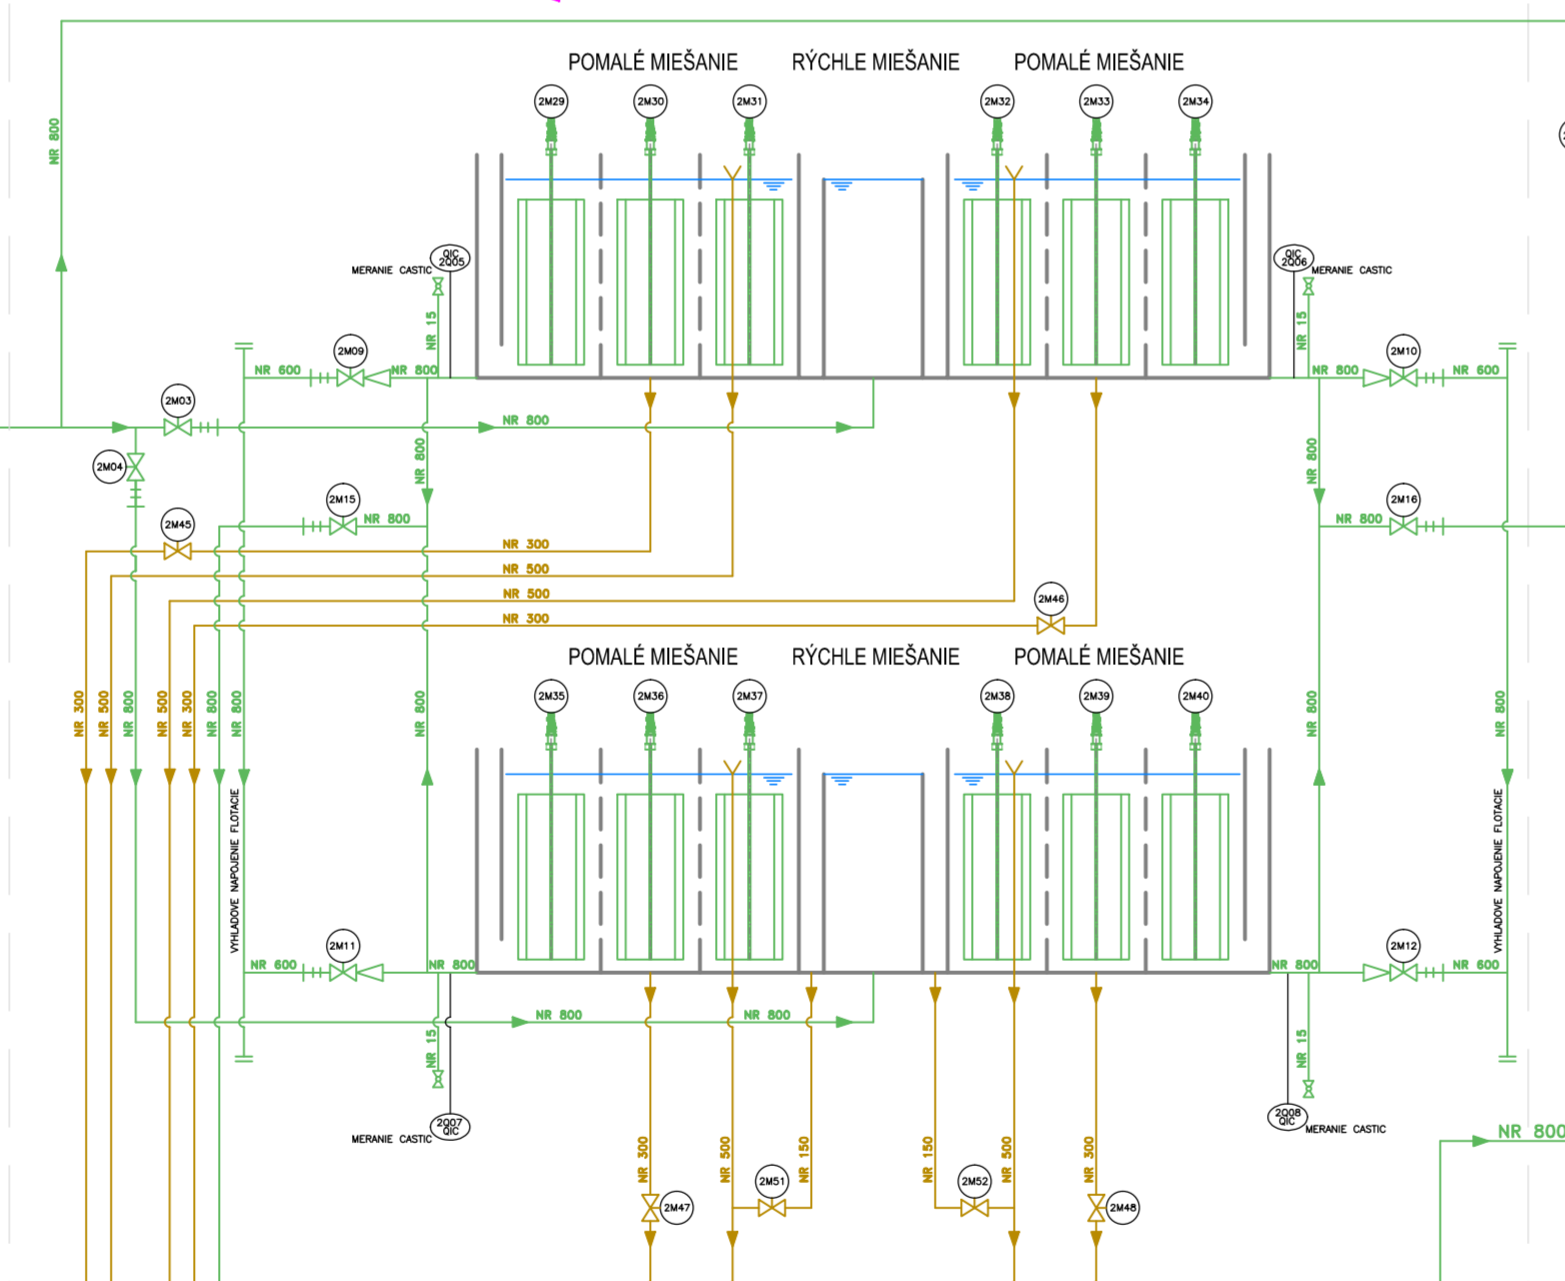 POMALÉ MIEŠANIE RÝCHLE MIEŠANIE POMALÉ MIEŠANIE
2M29 2M30 2M31 2M32 2M33 2M34
NR 800
QIC
2Q05
MERANIE CASTIC
QIC
2Q06
MERANIE CASTIC
NR 15
NR 15
2M09
2M10
NR 600 NR 800
NR 800 NR 600
2M03
NR 800
2M04
NR 800
NR 800
2M15
2M16
NR 800
NR 800
2M45
NR 300
NR 500
NR 500
2M46
NR 300
POMALÉ MIEŠANIE RÝCHLE MIEŠANIE POMALÉ MIEŠANIE
2M35 2M36 2M37 2M38 2M39 2M40
NR 300
NR 500
NR 800
NR 500
NR 300
NR 800
NR 800
NR 800
NR 800
NR 800
VYHLADOVE NAPOJENIE FLOTACIE
VYHLADOVE NAPOJENIE FLOTACIE
2M11
2M12
NR 600 NR 800
NR 800 NR 600
NR 800 NR 800
NR 15
NR 15
2Q07
QIC
MERANIE CASTIC
2Q08
QIC
MERANIE CASTIC
NR 800
NR 300
NR 500
NR 150
NR 150
NR 500
NR 300
2M51
2M52
2M47
2M48